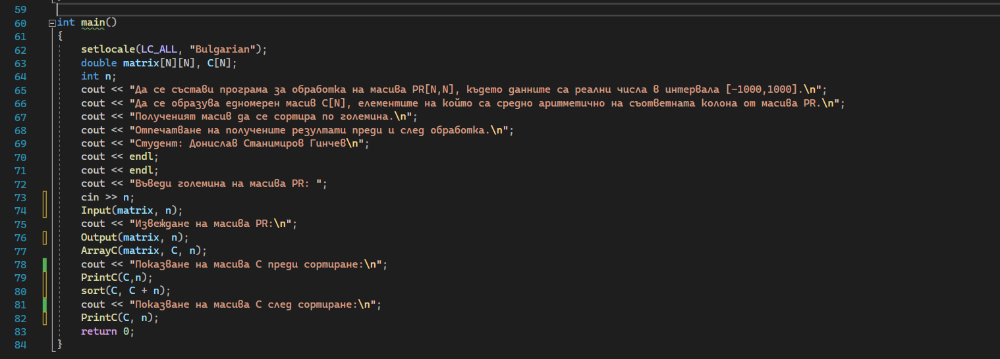 59
60 int main()
61 {
62 setlocale(LC_ALL, "Bulgarian");
63 double matrix[N][N], C[N];
64 int n;
65 cout << "Да се състави програма за обработка на масива PR[N,N], където данните са реални числа в интервала [-1000,1000].\n";
66 cout << "Да се образува едномерен масив C[N], елементите на който са средно аритметично на съответната колона от масива PR.\n";
67 cout << "Полученият масив да се сортира по големина.\n";
68 cout << "Отпечатване на получените резултати преди и след обработка.\n";
69 cout << "Студент: Донислав Станимиров Гинчев\n";
70 cout << endl;
71 cout << endl;
72 cout << "Въведи големина на масива PR: ";
73 cin >> n;
74 Input(matrix, n);
75 cout << "Извеждане на масива PR:\n";
76 Output(matrix, n);
77 ArrayC(matrix, C, n);
78 cout << "Показване на масива C преди сортиране:\n";
79 PrintC(C,n);
80 sort(C, C + n);
81 cout << "Показване на масива C след сортиране:\n";
82 PrintC(C, n);
83 return 0;
84 }